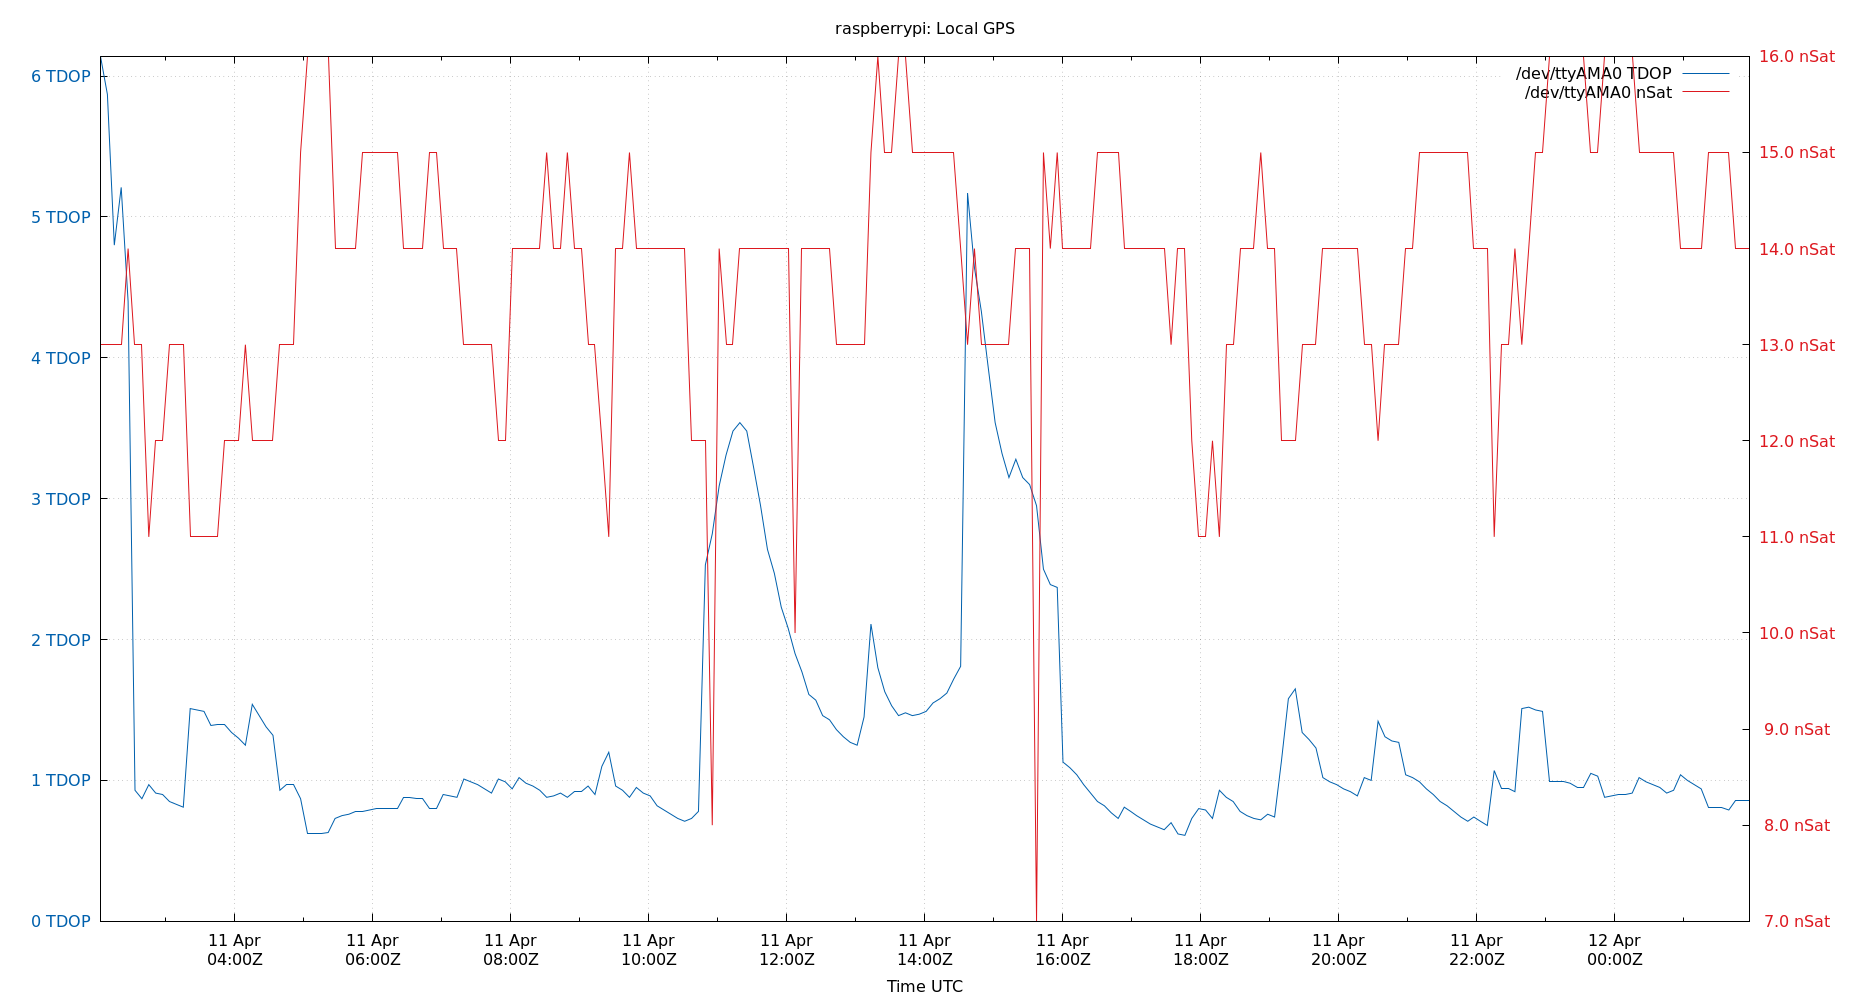 raspberrypi: Local GPS
6 TDOP
5 TDOP
4 TDOP
3 TDOP
2 TDOP
1 TDOP
0 TDOP
16.0 nSat
15.0 nSat
14.0 nSat
13.0 nSat
12.0 nSat
11.0 nSat
10.0 nSat
9.0 nSat
8.0 nSat
7.0 nSat
/dev/ttyAMA0 TDOP
/dev/ttyAMA0 nSat
11 Apr 11 Apr 11 Apr 11 Apr 11 Apr 11 Apr 11 Apr 11 Apr 11 Apr 11 Apr 12 Apr
04:00Z 06:00Z 08:00Z 10:00Z 12:00Z 14:00Z 16:00Z 18:00Z 20:00Z 22:00Z 00:00Z
Time UTC